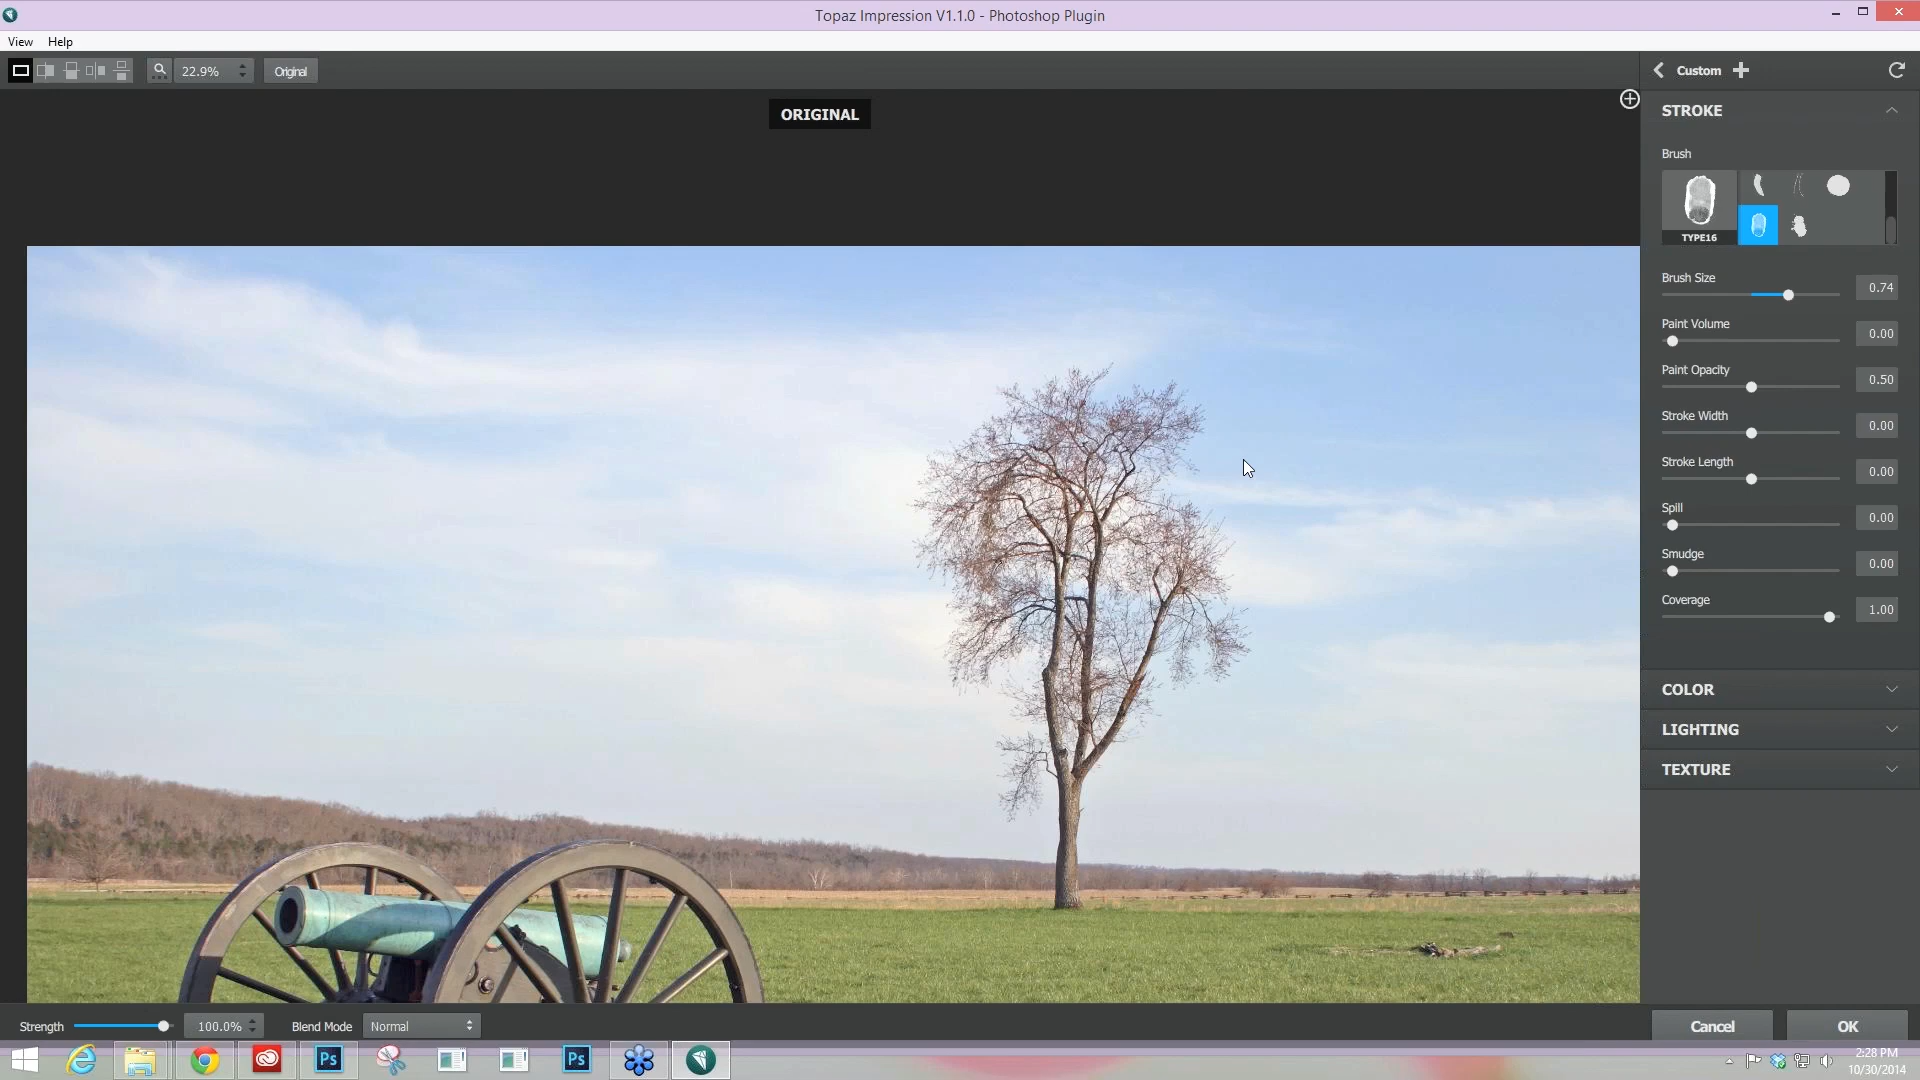 Topaz Impression V1.1.0 - Photoshop Plugin
View Help
22.9% Original
Custom
ORIGINAL
STROKE
Brush
TYPE16
Brush Size
0.74
Paint Volume
0.00
Paint Opacity
0.50
Stroke Width
0.00
Stroke Length
0.00
Spill
0.00
Smudge
0.00
Coverage
1.00
COLOR
LIGHTING
TEXTURE
Strength 100.0% Blend Mode Normal
Cancel OK
Ps Ps
2:28 PM
10/30/2014